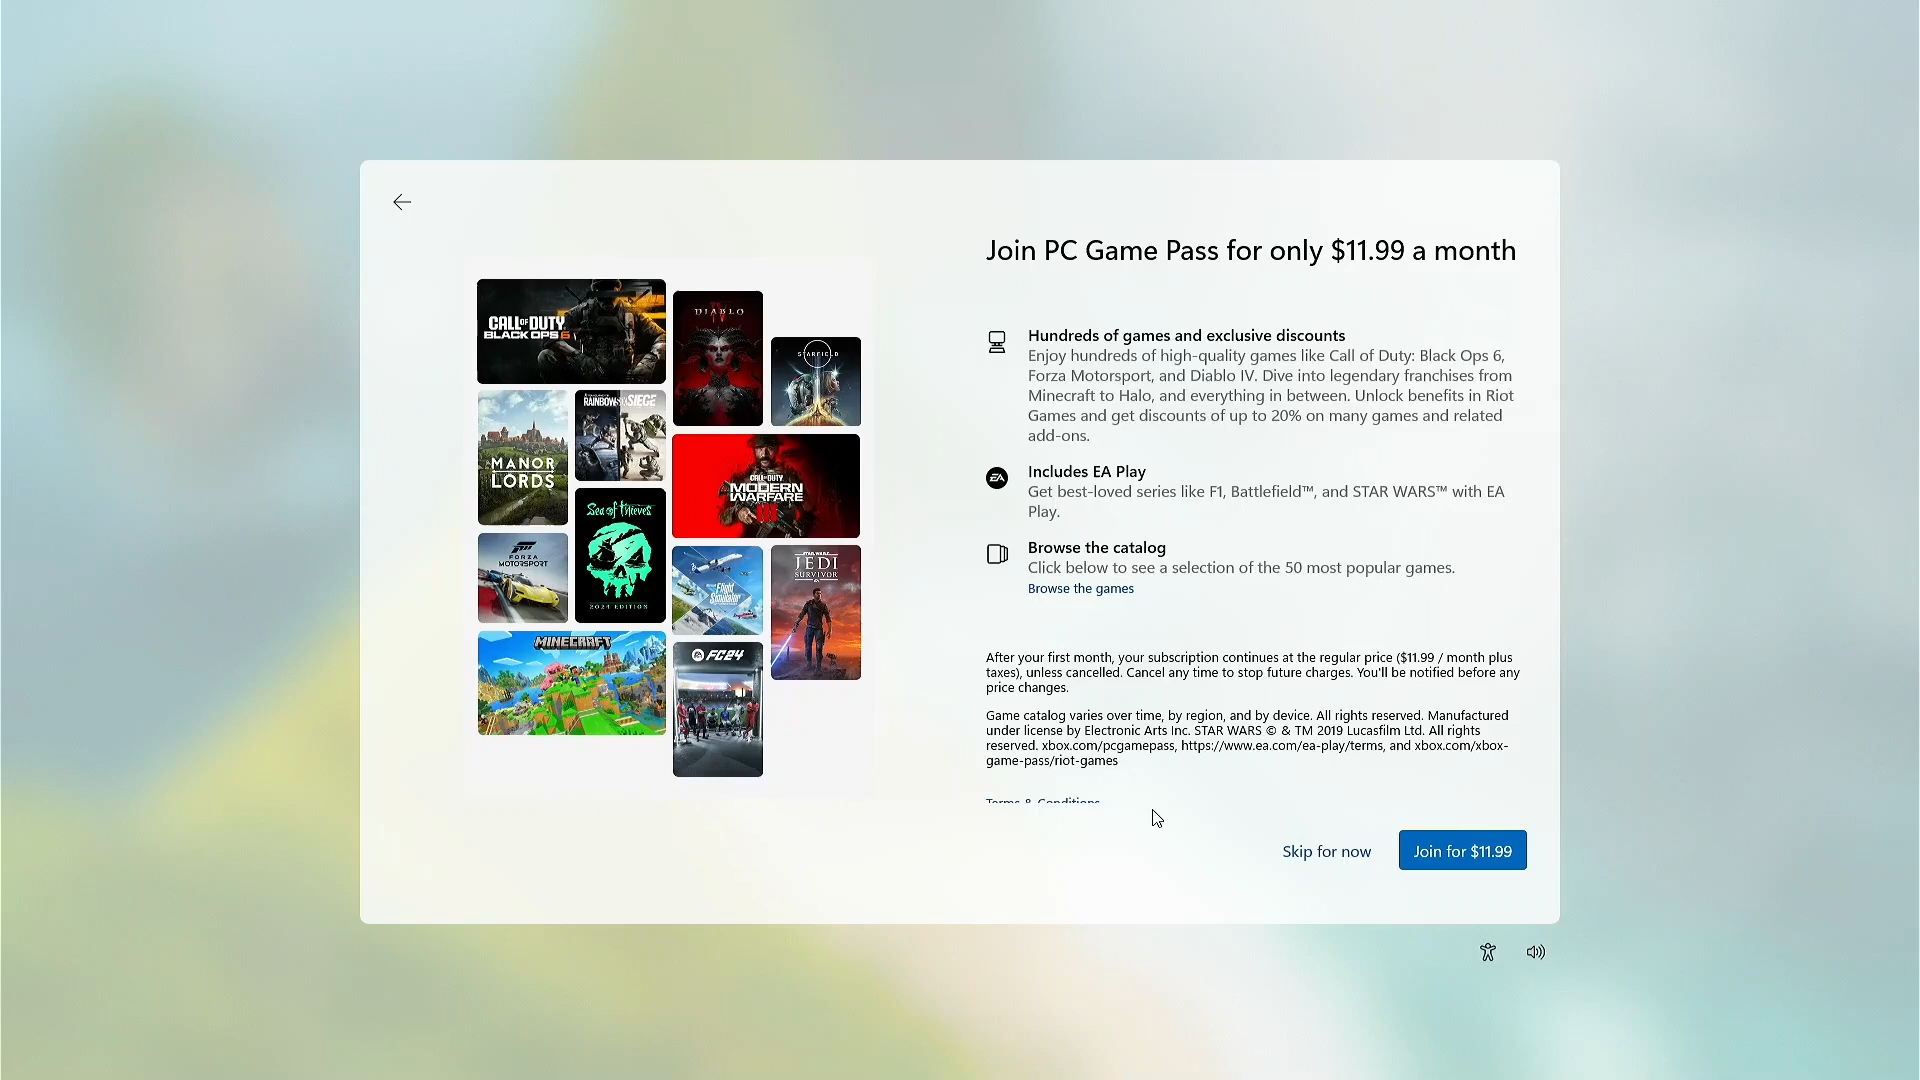 Join PC Game Pass for only $11.99 a month
Hundreds of games and exclusive discounts
Enjoy hundreds of high-quality games like Call of Duty: Black Ops 6,
Forza Motorsport, and Diablo IV. Dive into legendary franchises from
Minecraft to Halo, and everything in between. Unlock benefits in Riot
Games and get discounts of up to 20% on many games and related
add-ons.
EA
Includes EA Play
Get best-loved series like F1, Battlefield™, and STAR WARS™ with EA
Play.
Browse the catalog
Click below to see a selection of the 50 most popular games.
Browse the games
After your first month, your subscription continues at the regular price ($11.99 / month plus
taxes), unless cancelled. Cancel any time to stop future charges. You'll be notified before any
price changes.
Game catalog varies over time, by region, and by device. All rights reserved. Manufactured
under license by Electronic Arts Inc. STAR WARS © & TM 2019 Lucasfilm Ltd. All rights
reserved. xbox.com/pcgamepass, https://www.ea.com/ea-play/terms, and xbox.com/xbox-
game-pass/riot-games
Terms & Conditions
Skip for now
Join for $11.99
CALL OF DUTY
BLACK OPS 6
DIABLO
IV
STARFIELD
MANOR
LORDS
RAINBOW SIX SIEGE
CALL OF DUTY
MODERN
WARFARE
III
Sea of Thieves
2024 EDITION
FORZA
MOTORSPORT
Flight
Simulator
STAR WARS
JEDI
SURVIVOR
MINECRAFT
FC24